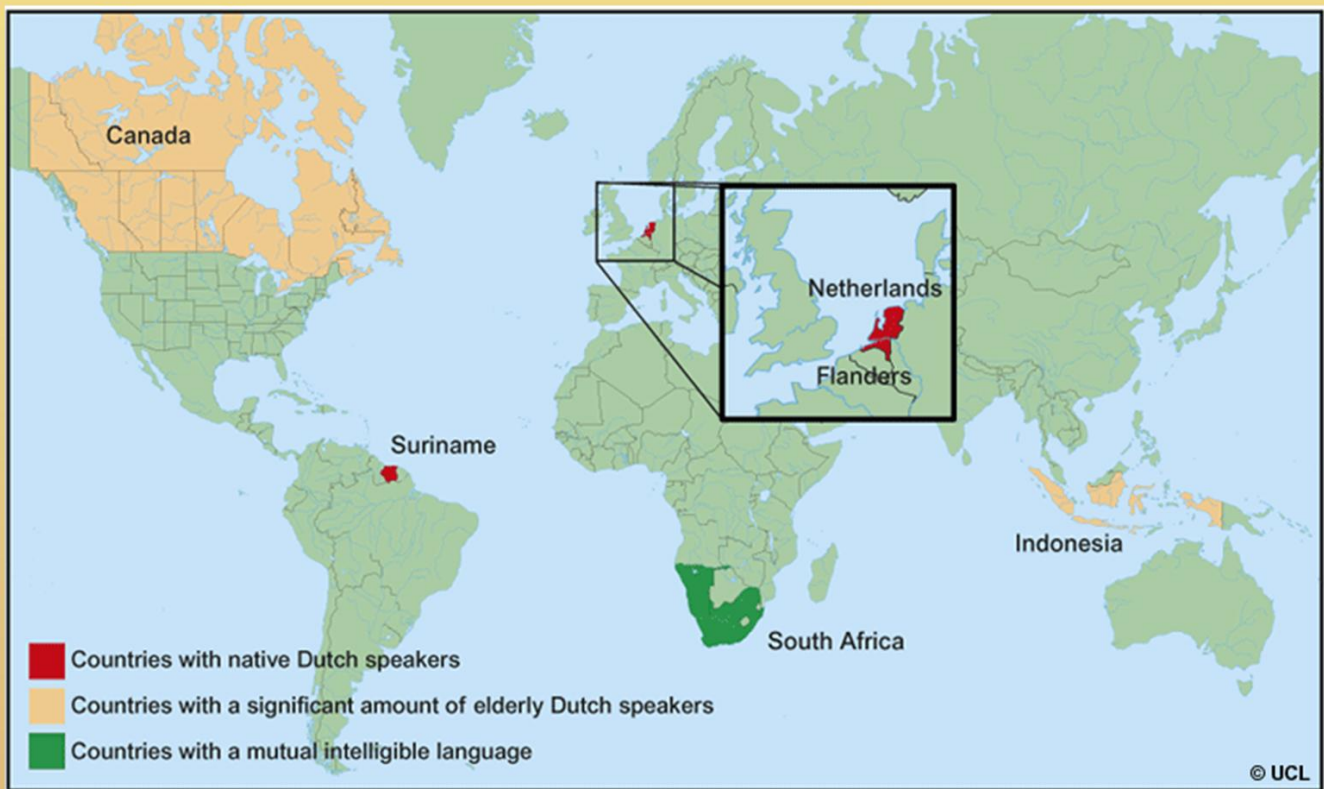 Canada
Netherlands
Flanders
Suriname
Indonesia
South Africa
Countries with native Dutch speakers
Countries with a significant amount of elderly Dutch speakers
Countries with a mutual intelligible language
© UCL